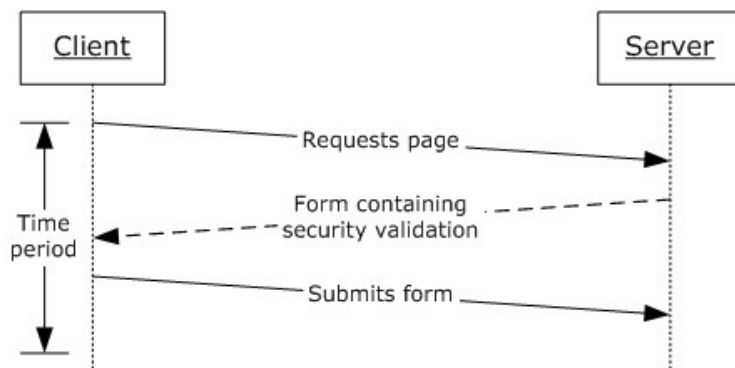 Client
Server
Requests page
Form containing
security validation
Time
period
Submits form